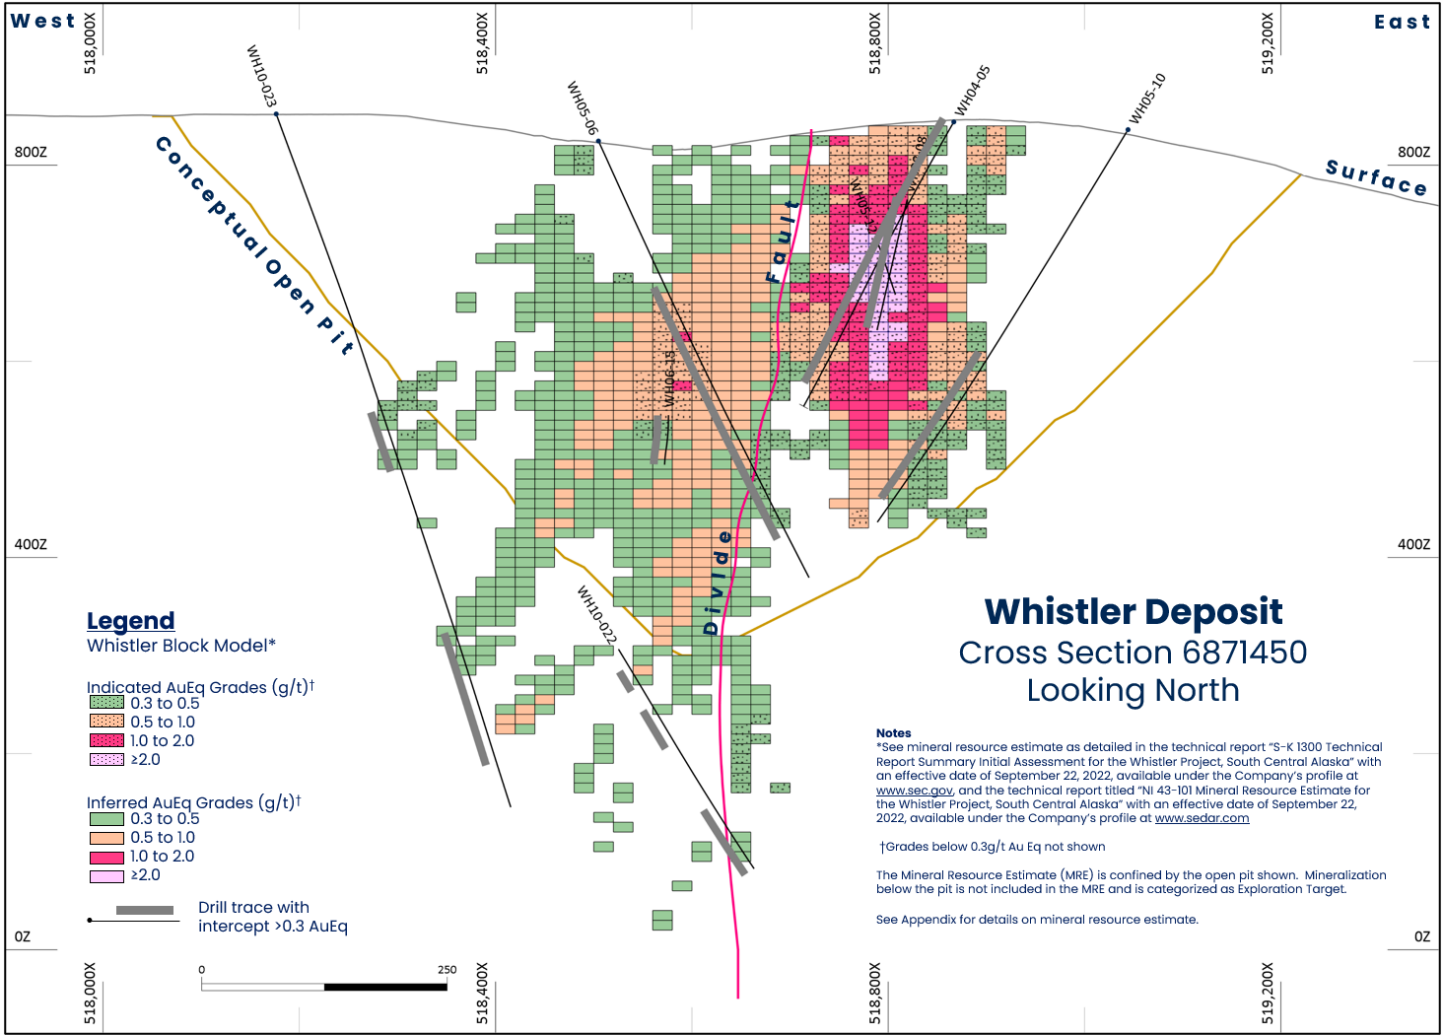 West
East
518,000X
518,400X
518,800X
519,200X
WH10-023
WH05-06
WH04-05
WH05-10
800Z
800Z
Surface
Conceptual Open Pit
Fault
WH05-12
WH06-15
400Z
400Z
Divide
WH10-022
Legend
Whistler Block Model*
Indicated AuEq Grades (g/t)†
0.3 to 0.5
0.5 to 1.0
1.0 to 2.0
≥2.0
Inferred AuEq Grades (g/t)†
0.3 to 0.5
0.5 to 1.0
1.0 to 2.0
≥2.0
Drill trace with
intercept >0.3 AuEq
Whistler Deposit
Cross Section 6871450
Looking North
Notes
*See mineral resource estimate as detailed in the technical report "S-K 1300 Technical
Report Summary Initial Assessment for the Whistler Project, South Central Alaska" with
an effective date of September 22, 2022, available under the Company's profile at
www.sec.gov, and the technical report titled "NI 43-101 Mineral Resource Estimate for
the Whistler Project, South Central Alaska" with an effective date of September 22,
2022, available under the Company's profile at www.sedar.com
†Grades below 0.3g/t Au Eq not shown
The Mineral Resource Estimate (MRE) is confined by the open pit shown. Mineralization
below the pit is not included in the MRE and is categorized as Exploration Target.
See Appendix for details on mineral resource estimate.
0Z
0Z
0
250
518,000X
518,400X
518,800X
519,200X